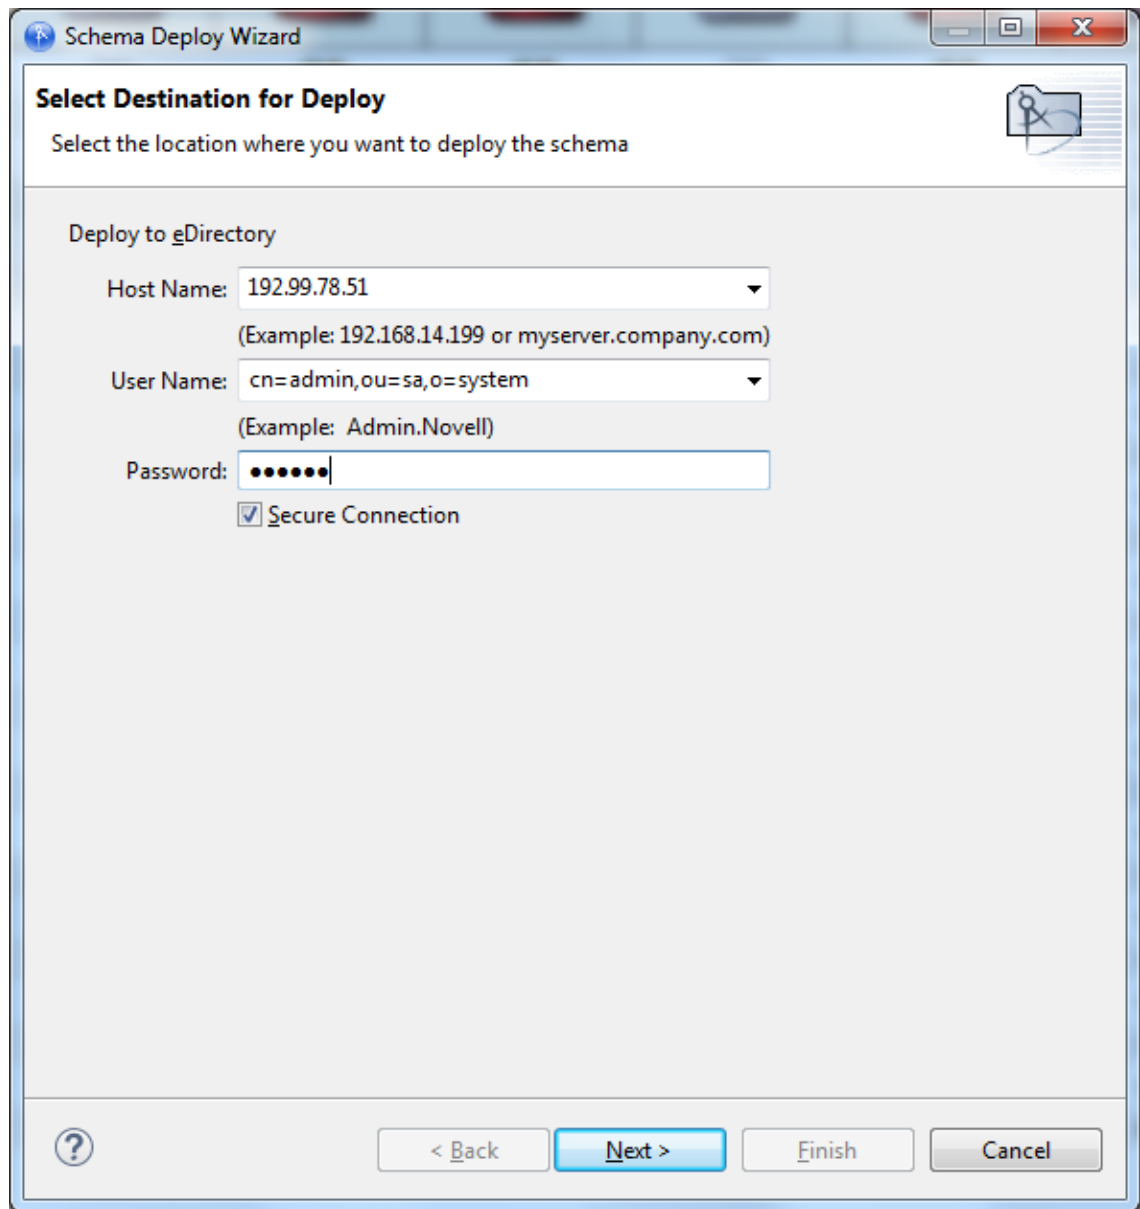 Schema Deploy Wizard
Select Destination for Deploy
Select the location where you want to deploy the schema
Deploy to eDirectory
Host Name: 192.99.78.51
(Example: 192.168.14.199 or myserver.company.com)
User Name: cn=admin,ou=sa,o=system
(Example:  Admin.Novell)
Password: ●●●●●●
Secure Connection
? < Back Next > Finish Cancel